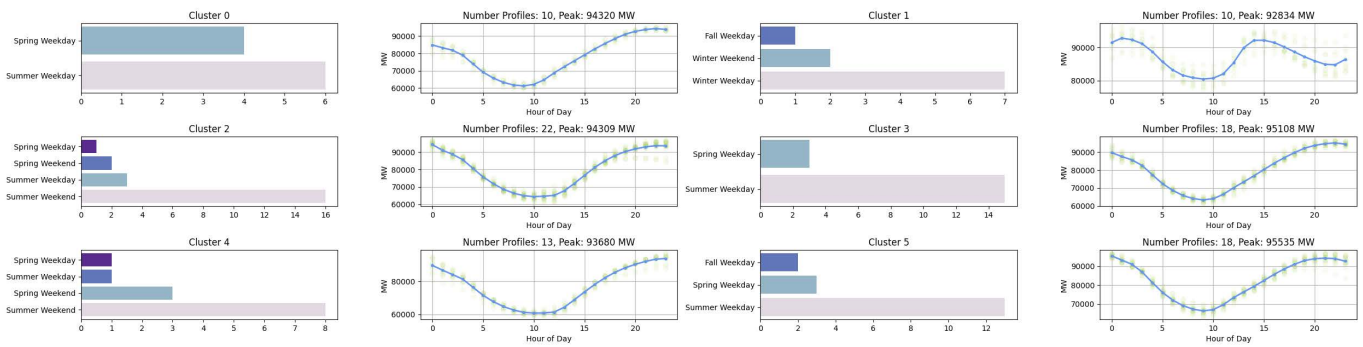 Cluster 0
Spring Weekday
Summer Weekday
0 1 2 3 4 5 6
Number Profiles: 10, Peak: 94320 MW
MW
90000
80000
70000
60000
0 5 10 15 20
Hour of Day
Cluster 1
Fall Weekday
Winter Weekend
Winter Weekday
0 1 2 3 4 5 6 7
Number Profiles: 10, Peak: 92834 MW
MW
90000
80000
0 5 10 15 20
Hour of Day
Cluster 2
Spring Weekday
Spring Weekend
Summer Weekday
Summer Weekend
0 2 4 6 8 10 12 14 16
Number Profiles: 22, Peak: 94309 MW
MW
90000
80000
70000
60000
0 5 10 15 20
Hour of Day
Cluster 3
Spring Weekday
Summer Weekday
0 2 4 6 8 10 12 14
Number Profiles: 18, Peak: 95108 MW
MW
90000
80000
70000
60000
0 5 10 15 20
Hour of Day
Cluster 4
Spring Weekday
Summer Weekday
Spring Weekend
Summer Weekend
0 1 2 3 4 5 6 7 8
Number Profiles: 13, Peak: 93680 MW
MW
80000
60000
0 5 10 15 20
Hour of Day
Cluster 5
Fall Weekday
Spring Weekday
Summer Weekday
0 2 4 6 8 10 12
Number Profiles: 18, Peak: 95535 MW
MW
90000
80000
70000
0 5 10 15 20
Hour of Day